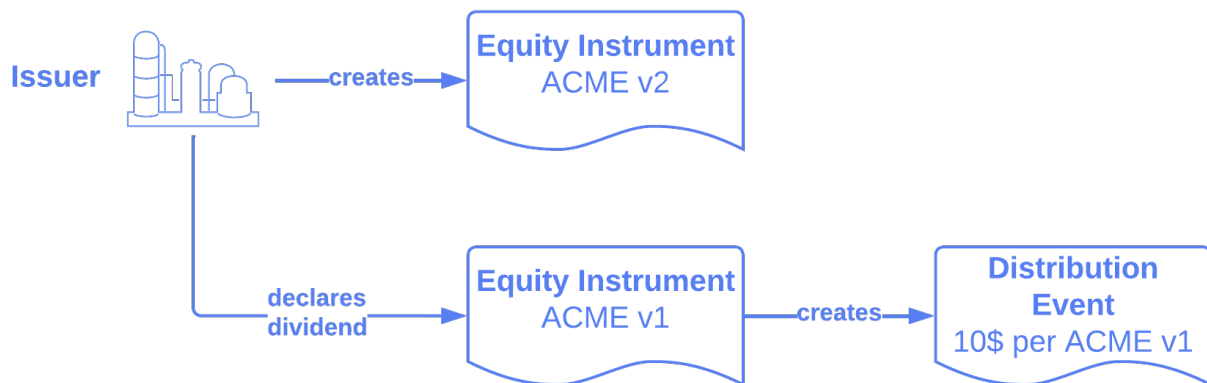 Issuer
creates
Equity Instrument
ACME v2
declares
dividend
Equity Instrument
ACME v1
creates
Distribution
Event
10$ per ACME v1